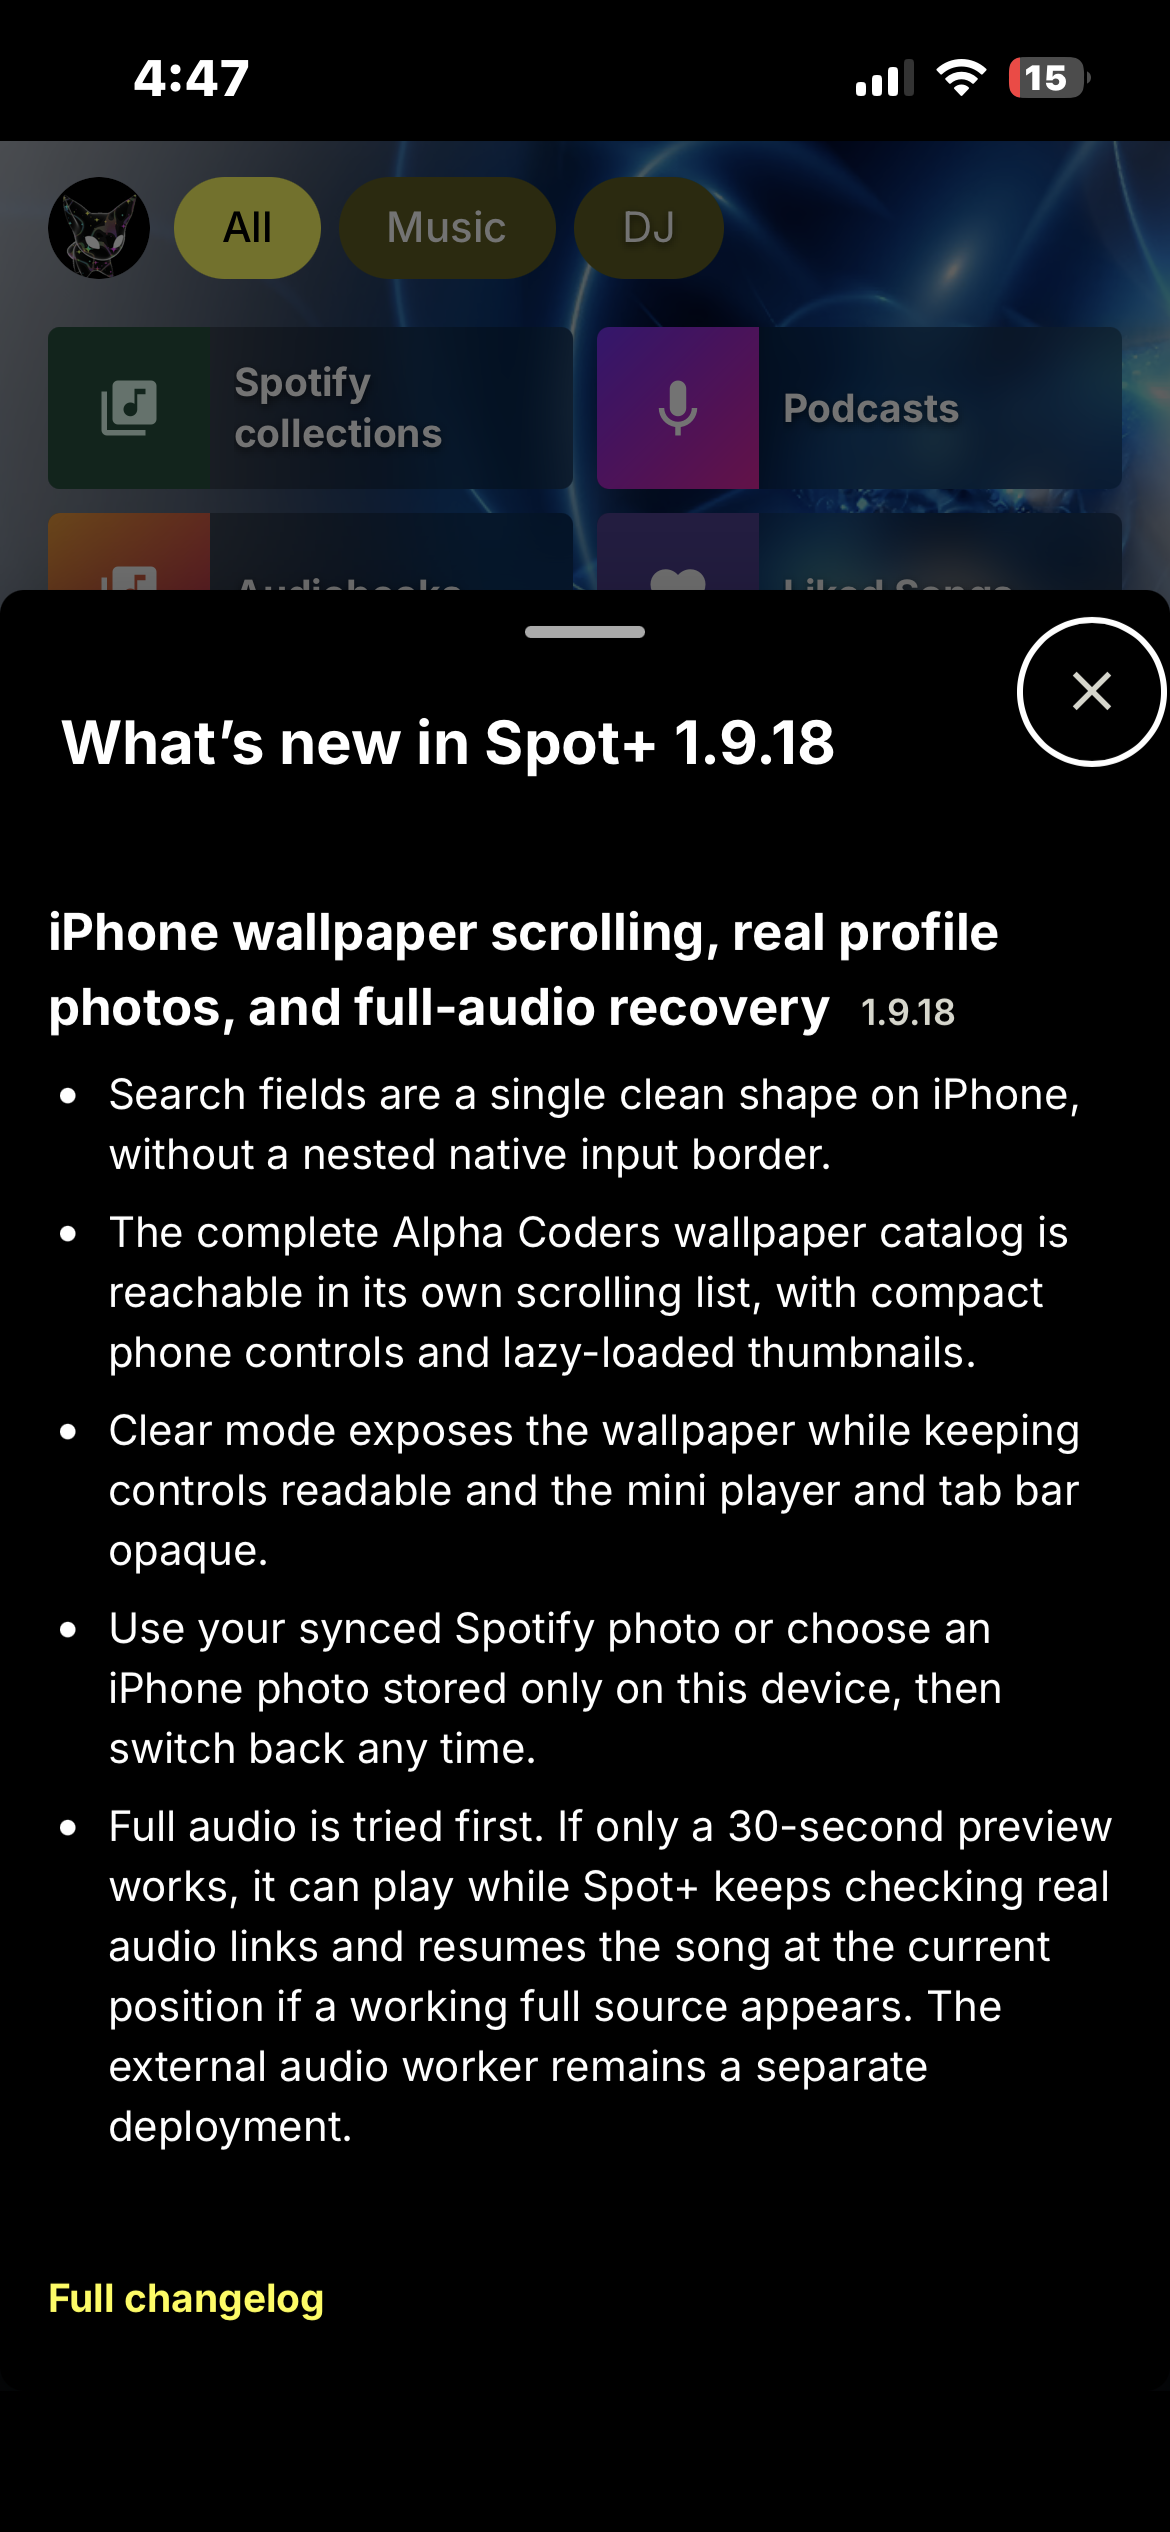 4:47
15
All
Music
DJ
Spotify
collections
Podcasts
Audiobooks
Liked Songs
What’s new in Spot+ 1.9.18
iPhone wallpaper scrolling, real profile
photos, and full-audio recovery 1.9.18
• Search fields are a single clean shape on iPhone,
without a nested native input border.
• The complete Alpha Coders wallpaper catalog is
reachable in its own scrolling list, with compact
phone controls and lazy-loaded thumbnails.
• Clear mode exposes the wallpaper while keeping
controls readable and the mini player and tab bar
opaque.
• Use your synced Spotify photo or choose an
iPhone photo stored only on this device, then
switch back any time.
• Full audio is tried first. If only a 30-second preview
works, it can play while Spot+ keeps checking real
audio links and resumes the song at the current
position if a working full source appears. The
external audio worker remains a separate
deployment.
Full changelog